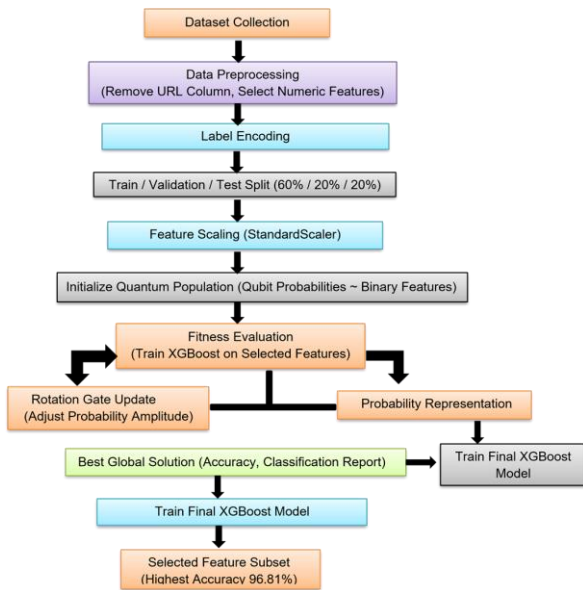 Dataset Collection
Data Preprocessing
(Remove URL Column, Select Numeric Features)
Label Encoding
Train / Validation / Test Split (60% / 20% / 20%)
Feature Scaling (StandardScaler)
Initialize Quantum Population (Qubit Probabilities ~ Binary Features)
Fitness Evaluation
(Train XGBoost on Selected Features)
Rotation Gate Update
(Adjust Probability Amplitude)
Probability Representation
Best Global Solution (Accuracy, Classification Report)
Train Final XGBoost
Model
Train Final XGBoost Model
Selected Feature Subset
(Highest Accuracy 96.81%)